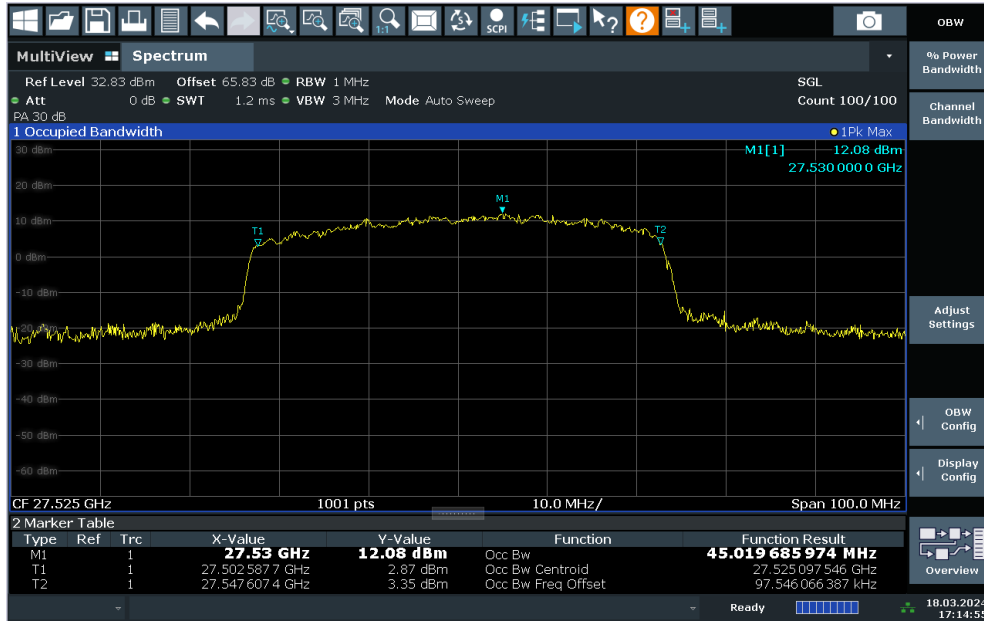 1:1
SCPI
?
?
OBW
MultiView Spectrum
% Power
Bandwidth
Channel
Bandwidth
Adjust
Settings
OBW
Config
Display
Config
Overview
Ref Level 32.83 dBm Offset 65.83 dB RBW 1 MHz SGL
Att 0 dB SWT 1.2 ms VBW 3 MHz Mode Auto Sweep Count 100/100
PA 30 dB
1 Occupied Bandwidth 1Pk Max
30 dBm M1[1] 12.08 dBm
27.530 000 0 GHz
20 dBm
M1
10 dBm
T1 T2
0 dBm
-10 dBm
-20 dBm
-30 dBm
-40 dBm
-50 dBm
-60 dBm
CF 27.525 GHz 1001 pts 10.0 MHz/ Span 100.0 MHz
2 Marker Table
Type Ref Trc X-Value Y-Value Function Function Result
M1 1 27.53 GHz 12.08 dBm Occ Bw 45.019 685 974 MHz
T1 1 27.502 587 7 GHz 2.87 dBm Occ Bw Centroid 27.525 097 546 GHz
T2 1 27.547 607 4 GHz 3.35 dBm Occ Bw Freq Offset 97.546 066 387 kHz
Ready 18.03.2024
17:14:55